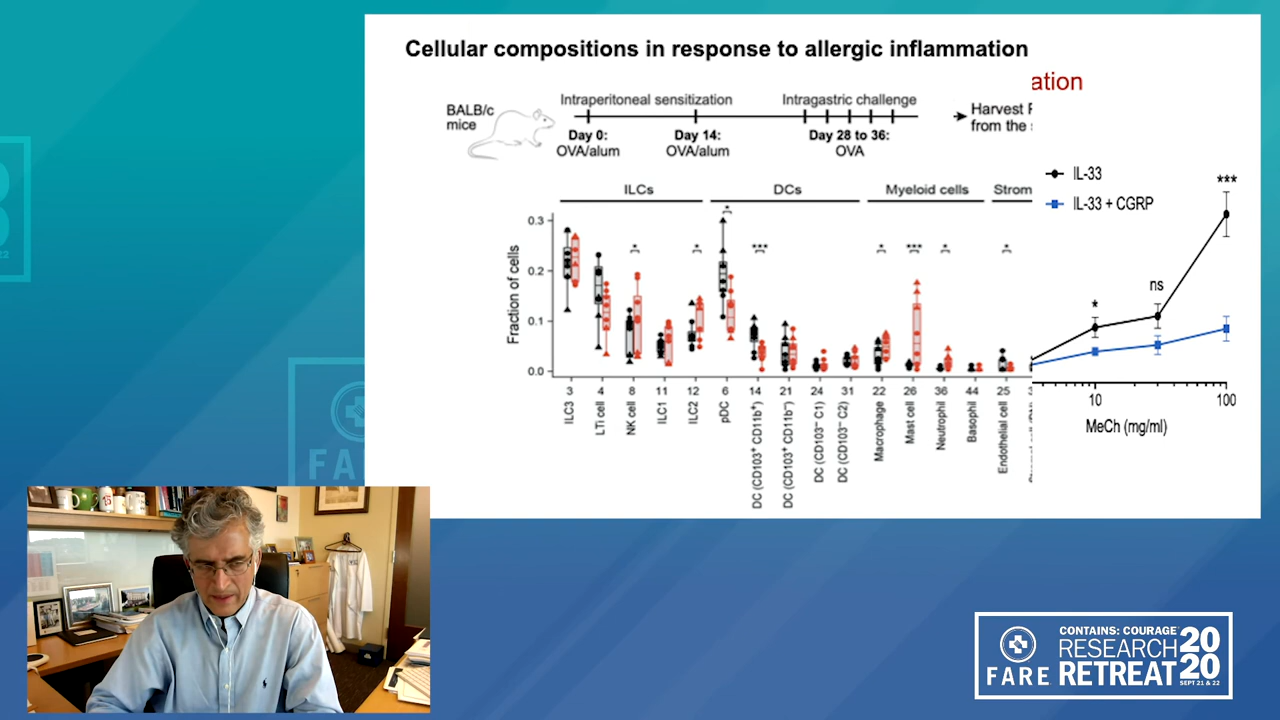 Cellular compositions in response to allergic inflammation
ation
BALB/c
mice
Intraperitoneal sensitization
Intragastric challenge
Day 0:
OVA/alum
Day 14:
OVA/alum
Day 28 to 36:
OVA
Harvest
from the
ILCs
DCs
Myeloid cells
Strom
Fraction of cells
0.3
0.2
0.1
0.0
* * * *** * *** * *
3 4 8 11 12 6 14 21 24 31 22 26 36 44 25
ILC3
LTi cell
NK cell
ILC1
ILC2
pDC
DC (CD103+ CD11b+)
DC (CD103+ CD11b−)
DC (CD103− C1)
DC (CD103− C2)
Macrophage
Mast cell
Neutrophil
Basophil
Endothelial cell
IL-33
IL-33 + CGRP
*
ns
***
10
100
MeCh (mg/ml)
FA
22
15
CONTAINS: COURAGE
RESEARCH
RETREAT
2020
SEPT 21 & 22
FARE